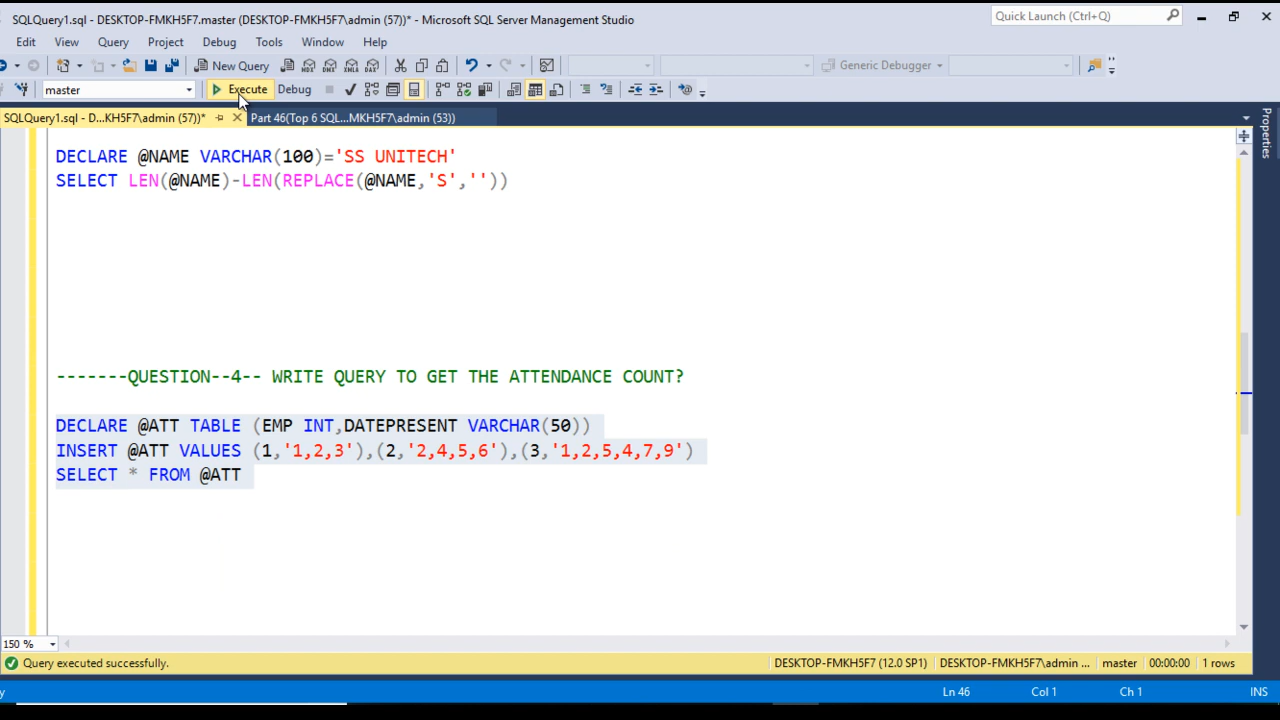 SQLQuery1.sql - DESKTOP-FMKH5F7.master (DESKTOP-FMKH5F7\admin (57))* - Microsoft SQL Server Management Studio
Quick Launch (Ctrl+Q)
Edit View Query Project Debug Tools Window Help
New Query
Generic Debugger
master
Execute Debug
SQLQuery1.sql - D...KH5F7\admin (57))*
Part 46(Top 6 SQL...MKH5F7\admin (53))
Properties
DECLARE @NAME VARCHAR(100)='SS UNITECH'
SELECT LEN(@NAME)-LEN(REPLACE(@NAME,'S',''))
-------QUESTION--4-- WRITE QUERY TO GET THE ATTENDANCE COUNT?
DECLARE @ATT TABLE (EMP INT,DATEPRESENT VARCHAR(50))
INSERT @ATT VALUES (1,'1,2,3'),(2,'2,4,5,6'),(3,'1,2,5,4,7,9')
SELECT * FROM @ATT
150 %
Query executed successfully.
DESKTOP-FMKH5F7 (12.0 SP1) DESKTOP-FMKH5F7\admin ... master 00:00:00 1 rows
Ln 46 Col 1 Ch 1 INS